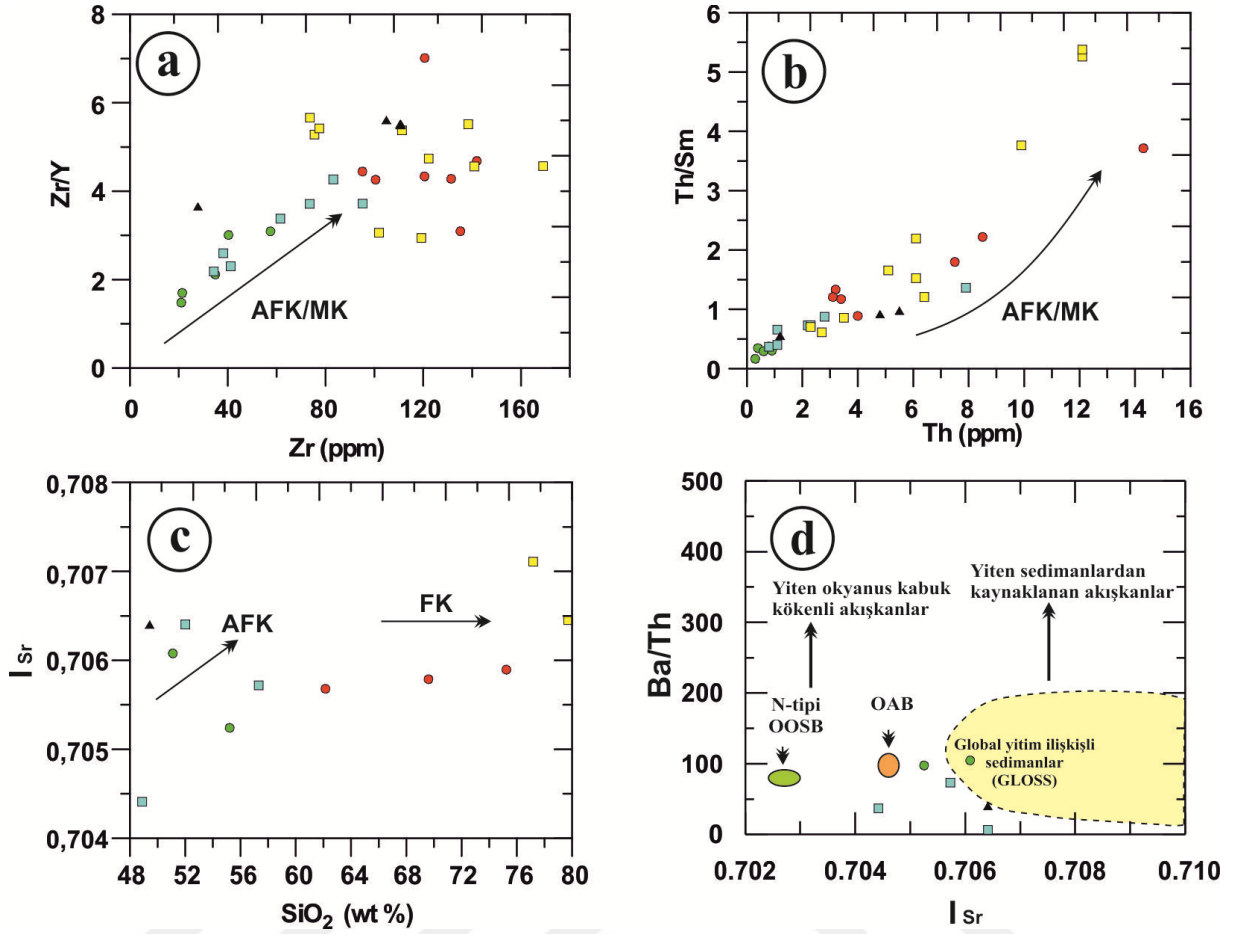 8
6
4
2
0
Zr/Y
a
AFK/MK
0
40
80
120
160
Zr (ppm)
6
5
4
3
2
1
0
Th/Sm
b
AFK/MK
0
2
4
6
8
10
12
14
16
Th (ppm)
0,708
0,707
0,706
0,705
0,704
I Sr
c
AFK
FK
48
52
56
60
64
68
72
76
80
SiO2 (wt %)
500
400
300
200
100
0
Ba/Th
d
Yiten okyanus kabuk
kökenli akışkanlar
Yiten sedimanlardan
kaynaklanan akışkanlar
N-tipi
OOSB
OAB
Global yitim ilişkişli
sedimanlar
(GLOSS)
0.702
0.704
0.706
0.708
0.710
I Sr